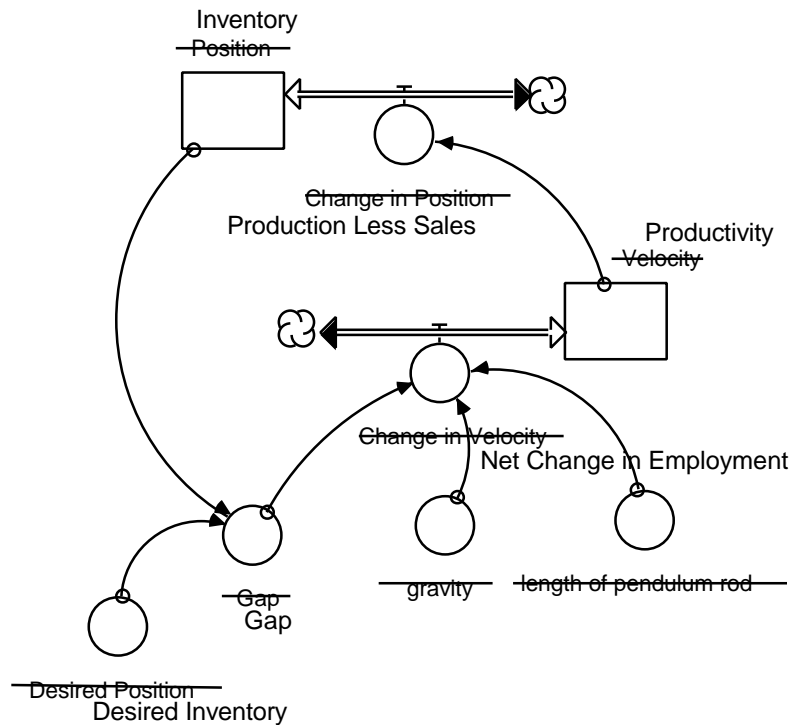 Inventory
Position
Change in Position
Production Less Sales
Productivity
Velocity
Change in Velocity
Net Change in Employment
Gap
Gap
gravity
length of pendulum rod
Desired Position
Desired Inventory